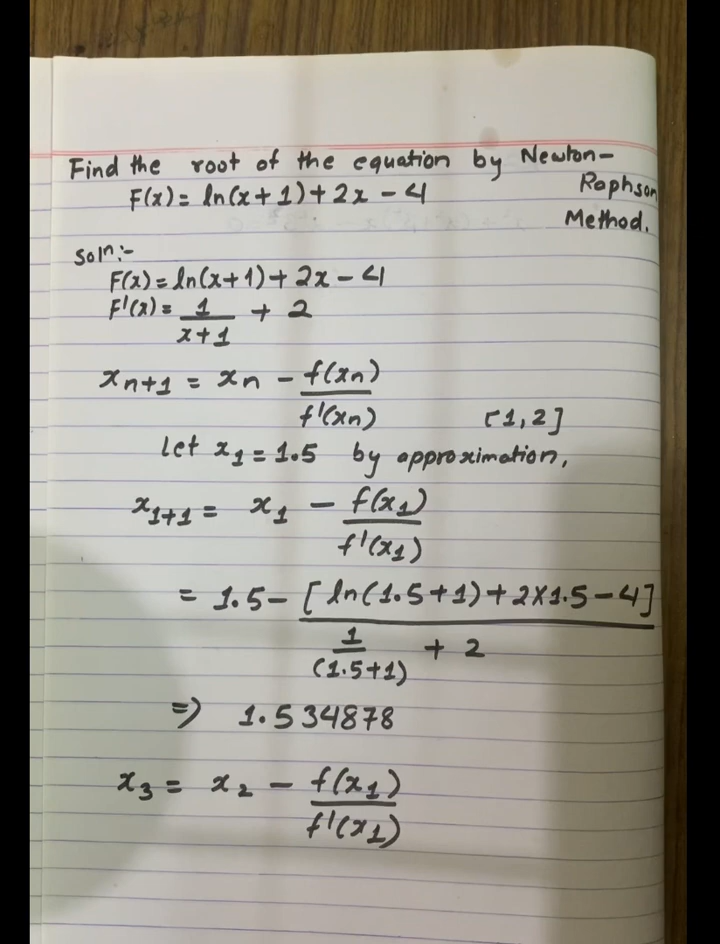 Find the root of the equation by Newton-
Raphson
F(x) = ln(x+1) + 2x - 4
Method.
Soln:-
F(x) = ln(x+1) + 2x - 4
F'(x) = 1/(x+1) + 2
xn+1 = xn - f(xn)/f'(xn) [1,2]
Let x1 = 1.5 by approximation,
x1+1 = x1 - f(x1)/f'(x1)
= 1.5 - [ln(1.5+1) + 2x1.5 - 4]/
1/(1.5+1) + 2
=> 1.534878
x3 = x2 - f(x1)/f'(x1)